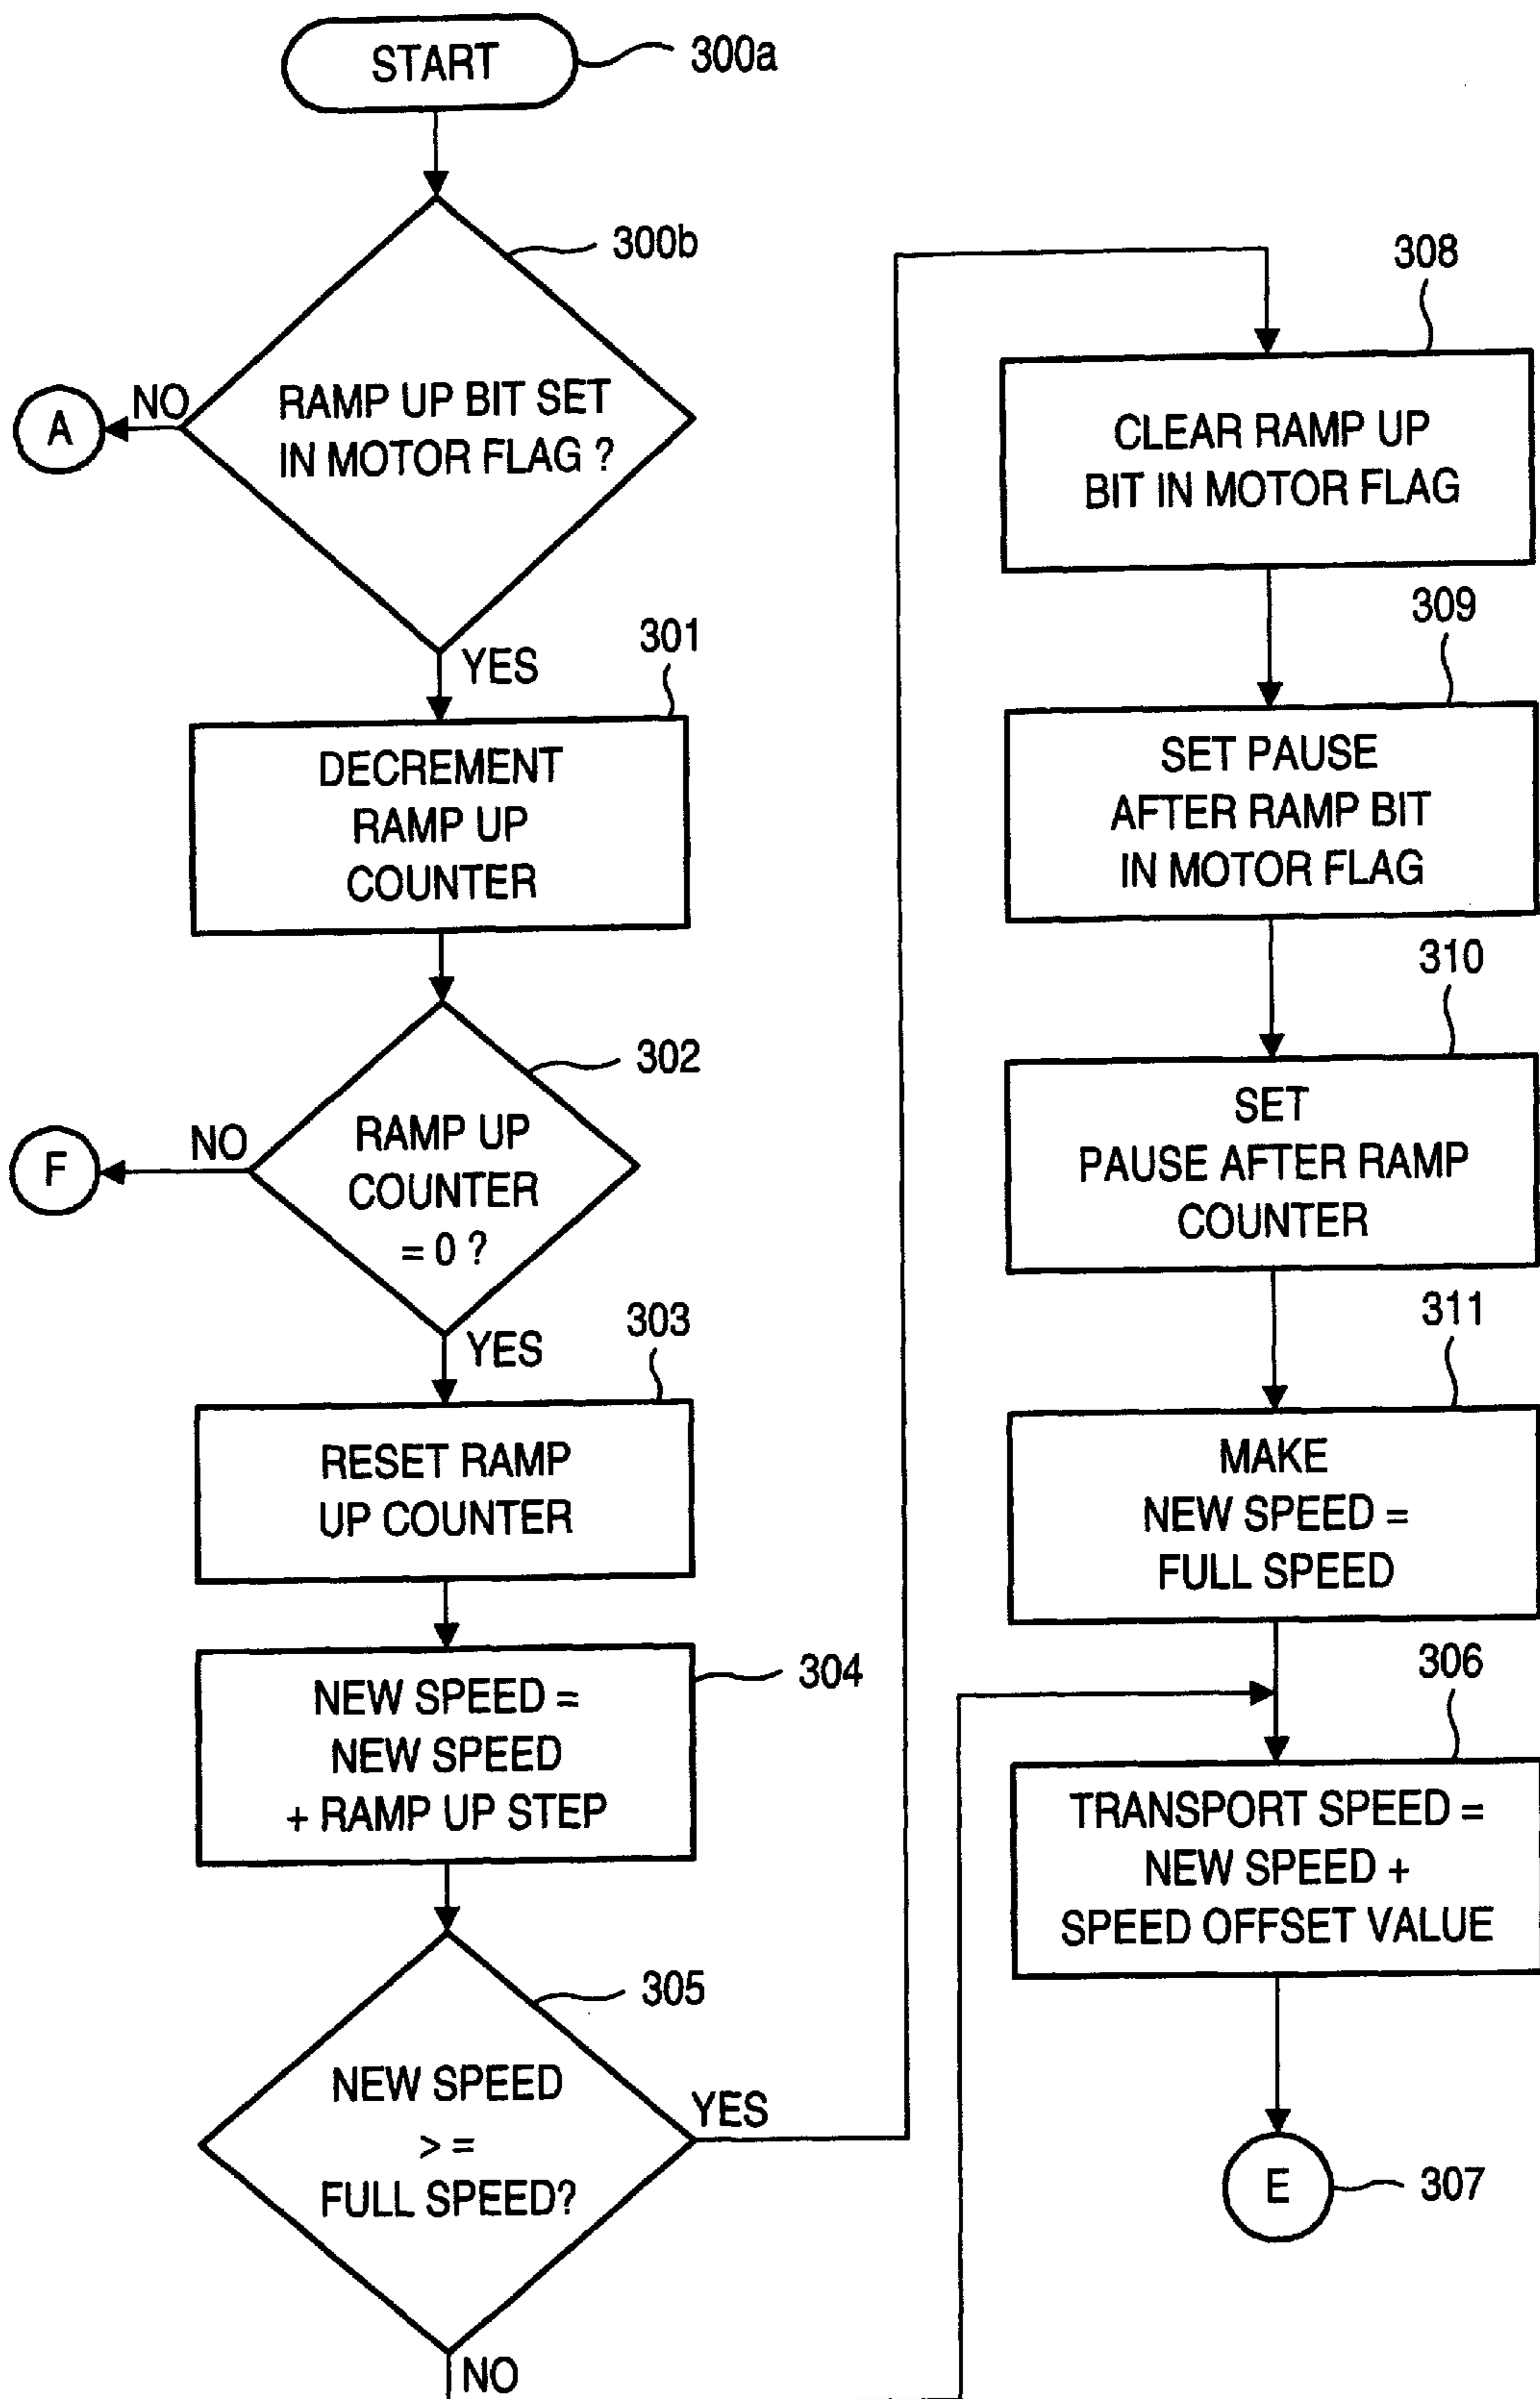 START
300a
300b
RAMP UP BIT SET
IN MOTOR FLAG ?
NO
A
YES
301
DECREMENT
RAMP UP
COUNTER
302
RAMP UP
COUNTER
= 0 ?
NO
F
YES
303
RESET RAMP
UP COUNTER
304
NEW SPEED =
NEW SPEED
+ RAMP UP STEP
305
NEW SPEED
> =
FULL SPEED?
YES
NO
308
CLEAR RAMP UP
BIT IN MOTOR FLAG
309
SET PAUSE
AFTER RAMP BIT
IN MOTOR FLAG
310
SET
PAUSE AFTER RAMP
COUNTER
311
MAKE
NEW SPEED =
FULL SPEED
306
TRANSPORT SPEED =
NEW SPEED +
SPEED OFFSET VALUE
E
307